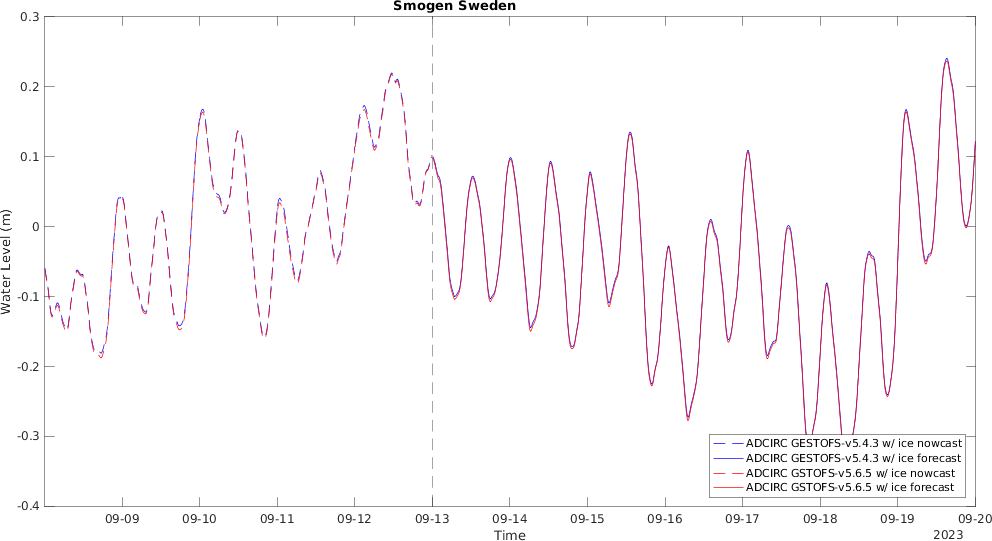 Smogen Sweden
0.3
0.2
0.1
0
-0.1
-0.2
-0.3
-0.4
Water Level (m)
ADCIRC GESTOFS-v5.4.3 w/ ice nowcast
ADCIRC GESTOFS-v5.4.3 w/ ice forecast
ADCIRC GSTOFS-v5.6.5 w/ ice nowcast
ADCIRC GSTOFS-v5.6.5 w/ ice forecast
09-09 09-10 09-11 09-12 09-13 09-14 09-15 09-16 09-17 09-18 09-19 09-20
Time
2023